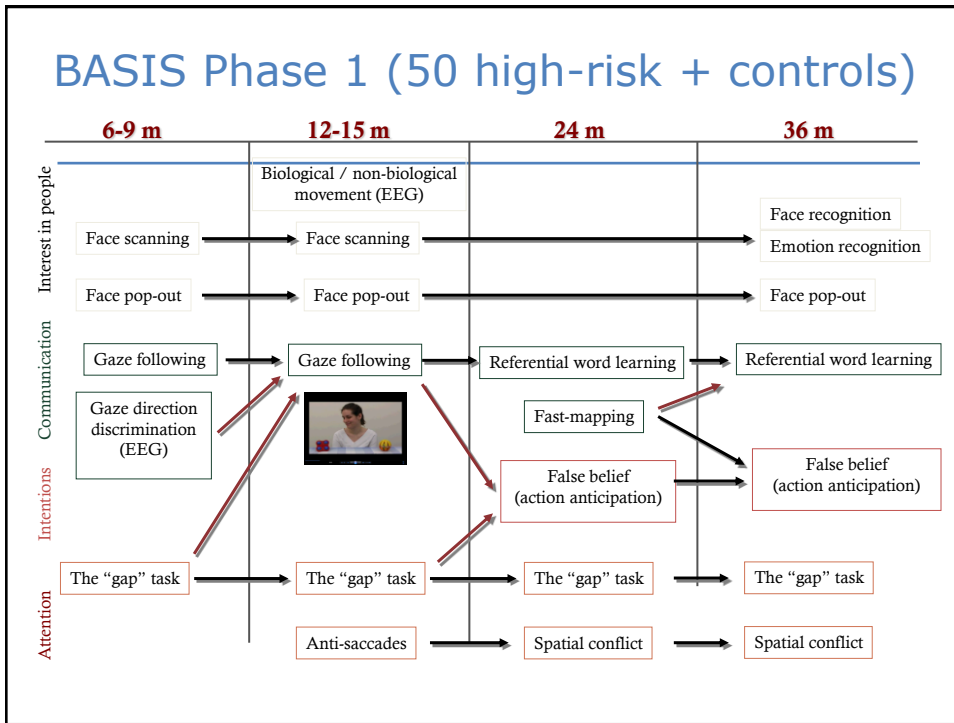 BASIS Phase 1 (50 high-risk + controls)
6-9 m
12-15 m
24 m
36 m
Interest in people
Biological / non-biological
movement (EEG)
Face scanning
Face scanning
Face recognition
Emotion recognition
Face pop-out
Face pop-out
Face pop-out
Communication
Gaze following
Gaze following
Referential word learning
Referential word learning
Gaze direction
discrimination
(EEG)
Fast-mapping
Intentions
False belief
(action anticipation)
False belief
(action anticipation)
Attention
The “gap” task
The “gap” task
The “gap” task
The “gap” task
Anti-saccades
Spatial conflict
Spatial conflict